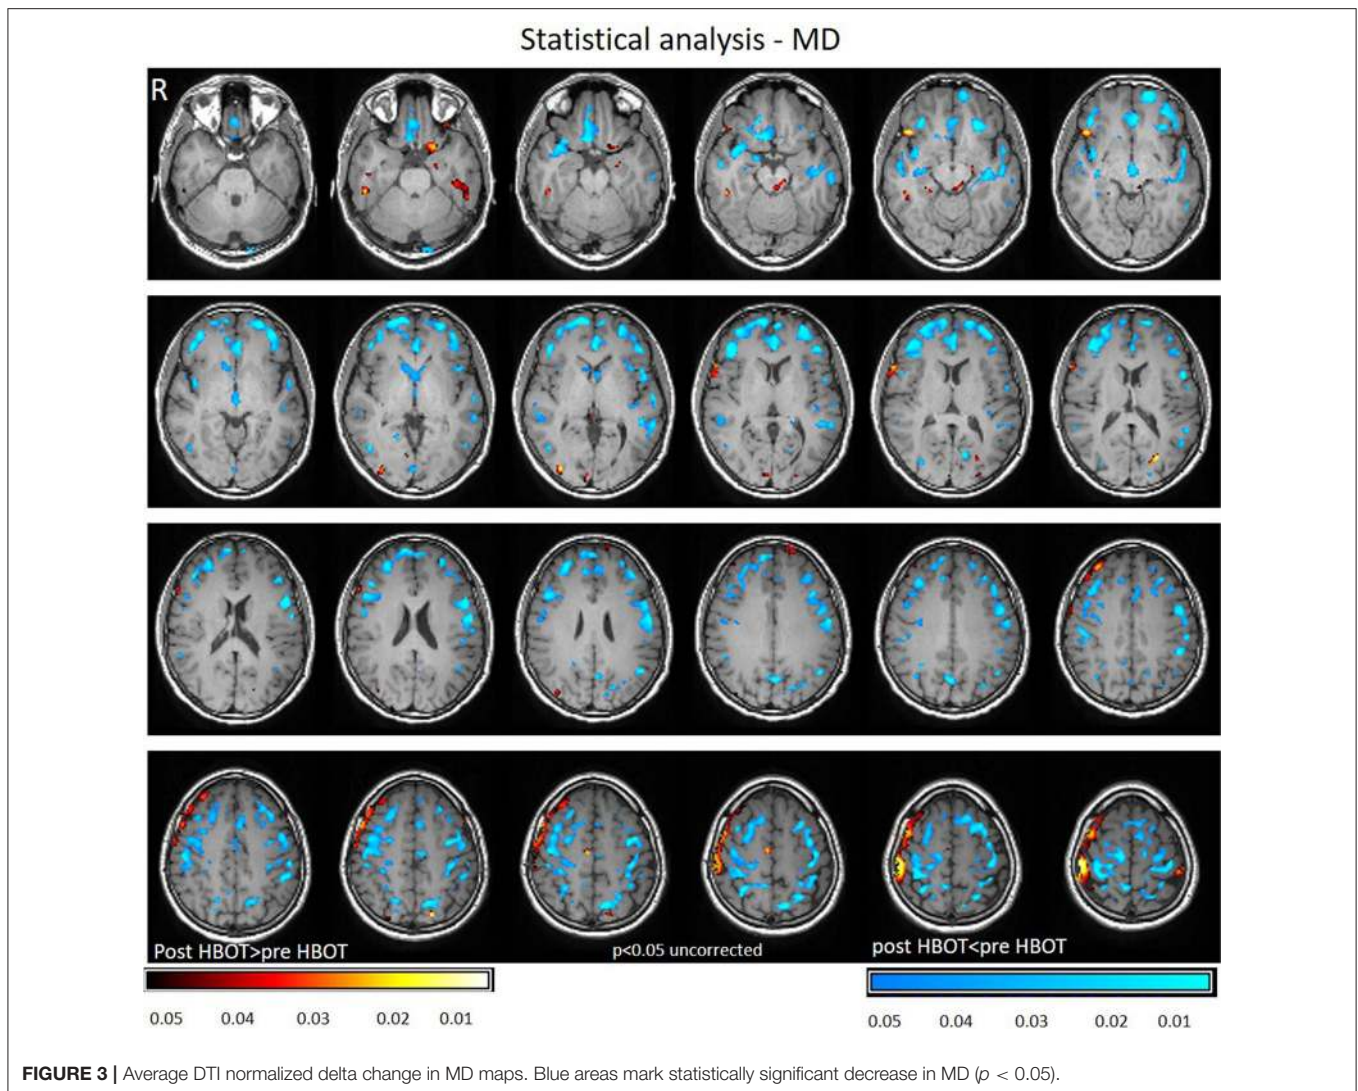 Statistical analysis - MD
R
Post HBOT>pre HBOT
p<0.05 uncorrected
post HBOT<pre HBOT
0.05 0.04 0.03 0.02 0.01
0.05 0.04 0.03 0.02 0.01
FIGURE 3 | Average DTI normalized delta change in MD maps. Blue areas mark statistically significant decrease in MD (p < 0.05).